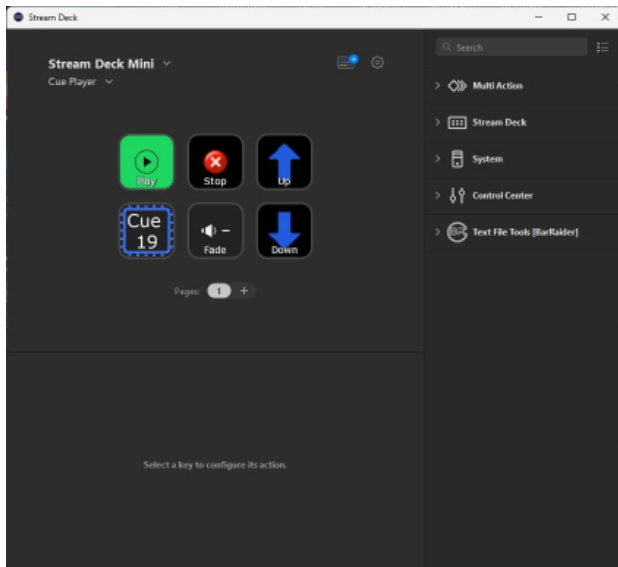 Stream Deck
Stream Deck Mini
Cue Player
Search
Multi Action
Stream Deck
System
Control Center
Text File Tools [BarRaider]
Play
Stop
Up
Cue
19
Fade
Down
Pages: 1 +
Select a key to configure its action.